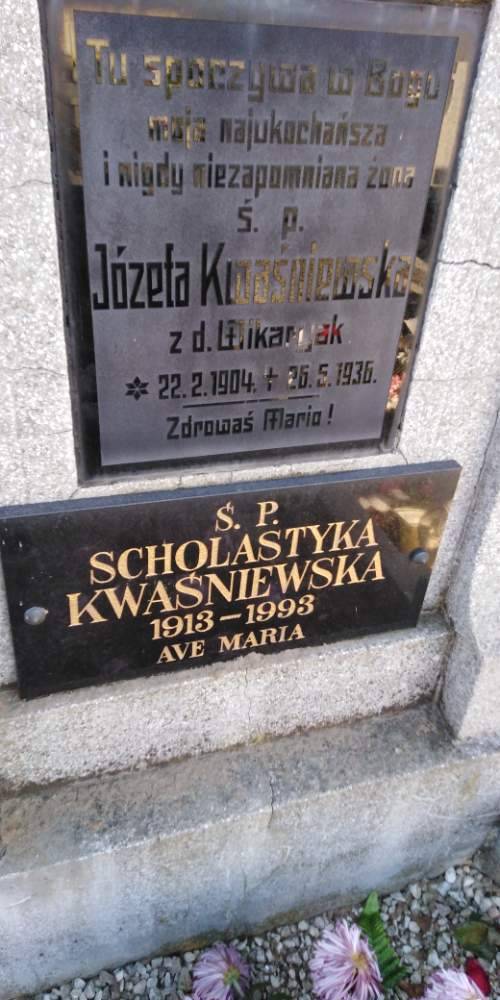 Tu spoczywa w Bogu
moja najukochańsza
i nigdy niezapomniana żona
ś. p.
Józefa Kwaśniewska
z d. Wikaryjak
* 22.2.1904. + 26.5.1936.
Zdrowaś Mario!
Ś. P.
SCHOLASTYKA
KWAŚNIEWSKA
1913–1993
AVE MARIA